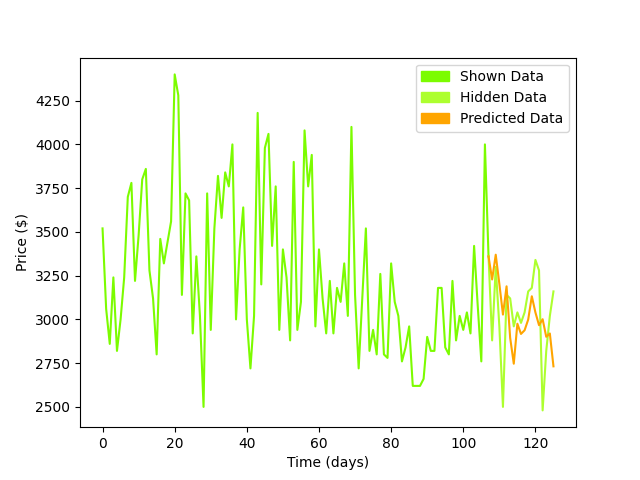 Shown Data
Hidden Data
Predicted Data
Price ($)
4250
4000
3750
3500
3250
3000
2750
2500
0 20 40 60 80 100 120
Time (days)